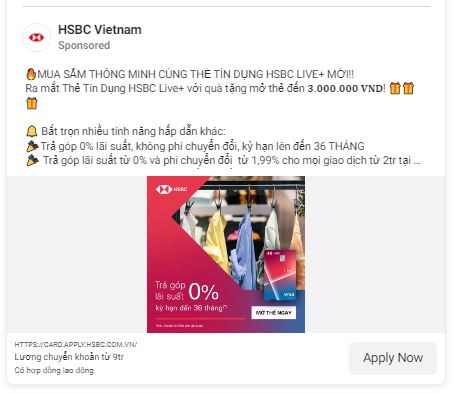 HSBC Vietnam
Sponsored
🔥MUA SẮM THÔNG MINH CÙNG THẺ TÍN DỤNG HSBC LIVE+ MỚI!!!
Ra mắt Thẻ Tín Dụng HSBC Live+ với quà tặng mở thẻ đến 3.000.000 VND! 🎁🎁
🎁
🔔 Bắt trọn nhiều tính năng hấp dẫn khác:
🎉Trả góp 0% lãi suất, không phí chuyển đổi, kỳ hạn lên đến 36 THÁNG
🎉 Trả góp lãi suất từ 0% và phí chuyển đổi từ 1,99% cho mọi giao dịch từ 2tr tại ...
HSBC
Trả góp
lãi suất 0%
kỳ hạn đến 36 tháng
VISA
MỞ THẺ NGAY
HTTPS://CARD.APPLY.HSBC.COM.VN/
Lương chuyển khoản từ 9tr
Có hợp đồng lao động
Apply Now